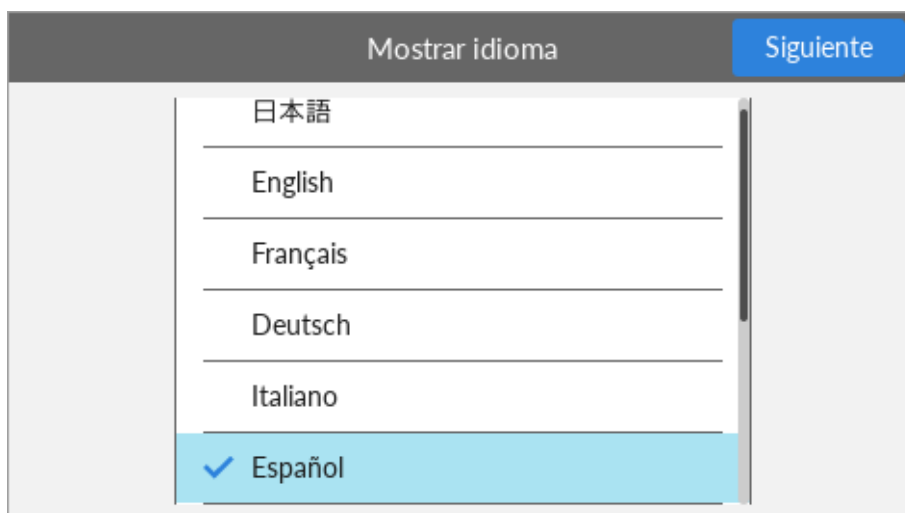 Mostrar idioma
Siguiente
日本語
English
Français
Deutsch
Italiano
Español